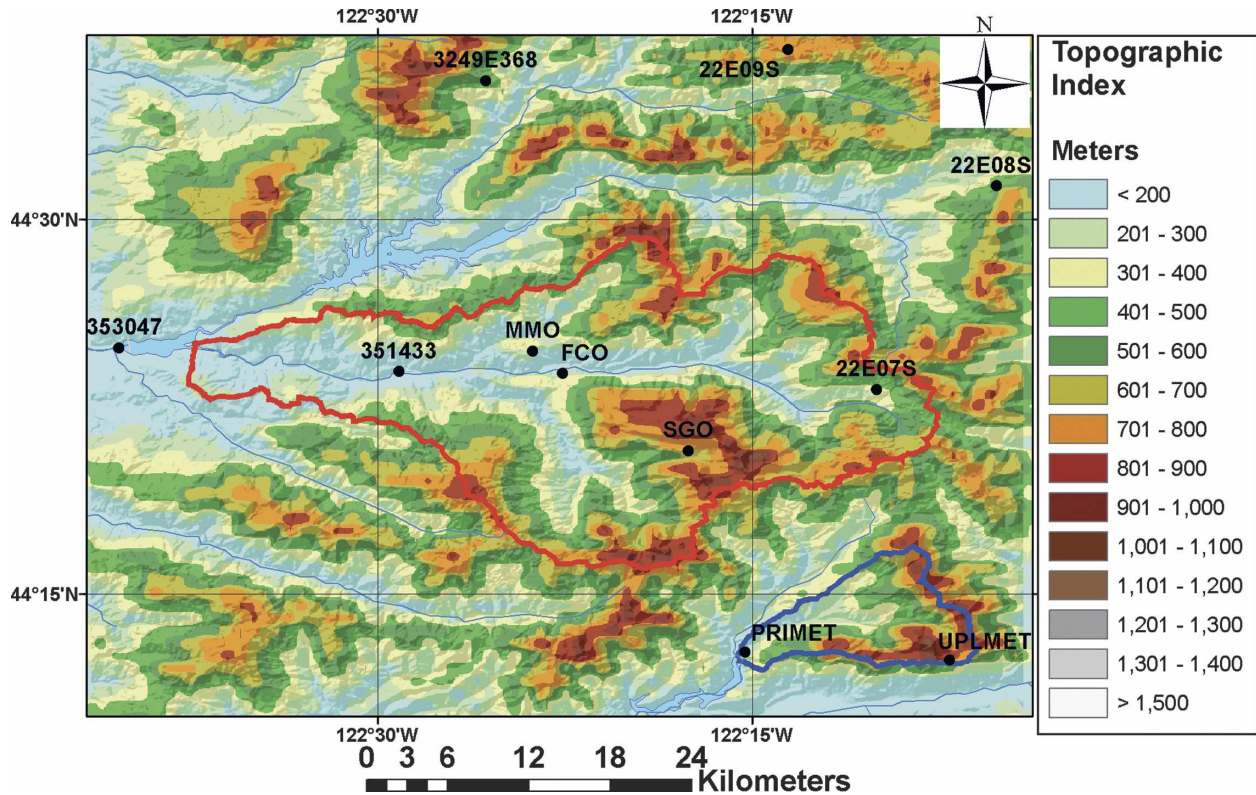 122°30'W
122°15'W
N
3249E368
22E09S
22E08S
44°30'N
353047
351433
MMO
FCO
22E07S
SGO
44°15'N
PRIMET
UPLMET
122°30'W
122°15'W
0 3 6 12 18 24
Kilometers
Topographic
Index
Meters
< 200
201 - 300
301 - 400
401 - 500
501 - 600
601 - 700
701 - 800
801 - 900
901 - 1,000
1,001 - 1,100
1,101 - 1,200
1,201 - 1,300
1,301 - 1,400
> 1,500